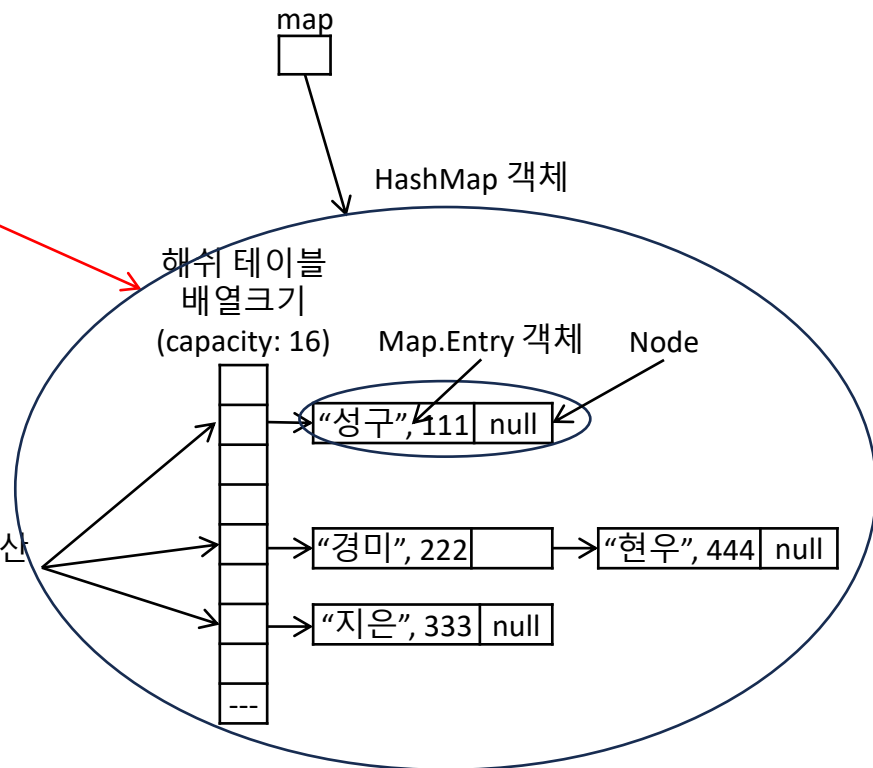 map
HashMap 객체
해쉬 테이블
배열크기
(capacity: 16)
Map.Entry 객체
Node
“성구”, 111
null
산
“경미”, 222
“현우”, 444
null
“지은”, 333
null
---